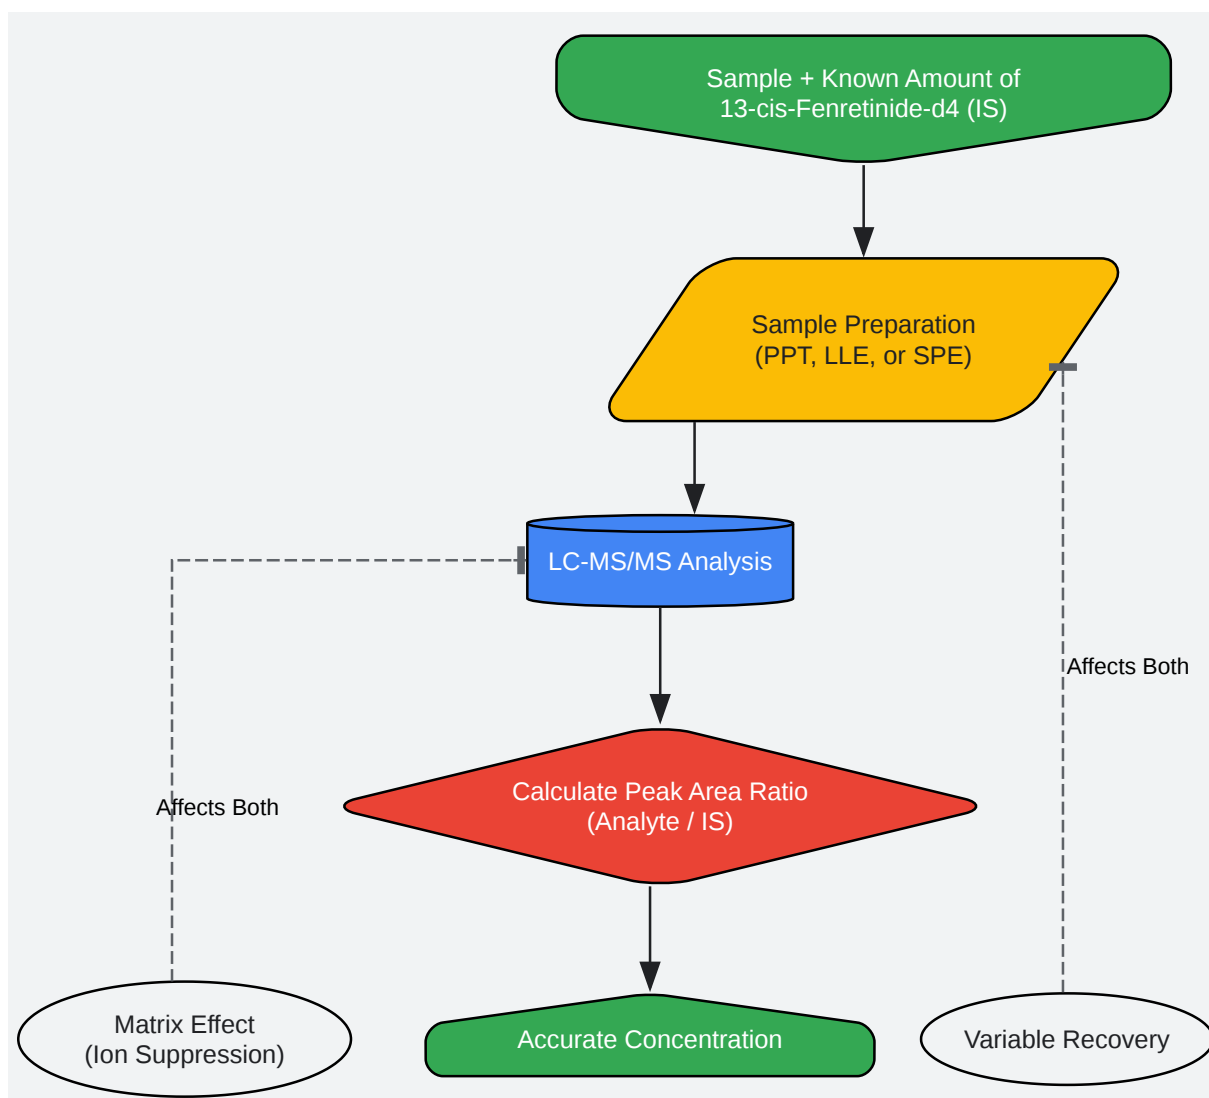 Sample + Known Amount of
13-cis-Fenretinide-d4 (IS)
Sample Preparation
(PPT, LLE, or SPE)
LC-MS/MS Analysis
Affects Both
Calculate Peak Area Ratio
(Analyte / IS)
Affects Both
Matrix Effect
(Ion Suppression)
Accurate Concentration
Variable Recovery